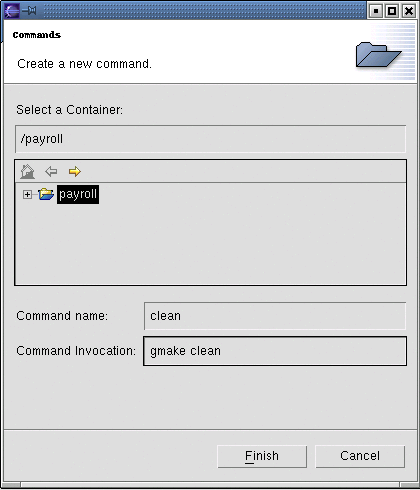 Commands
Create a new command.
Select a Container:
/payroll
payroll
Command name: clean
Command Invocation: gmake clean
Finish Cancel